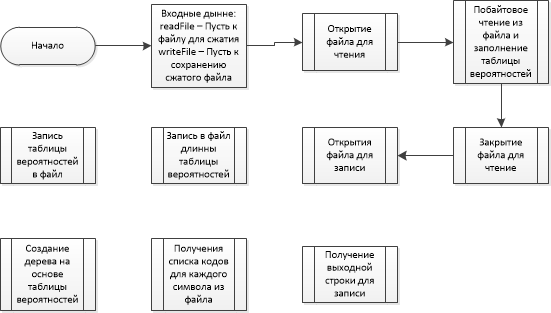 Начало
Входные дынне:
readFile – Пусть к
файлу для сжатия
writeFile – Пусть к
сохранению
сжатого файла
Открытие
файла для
чтения
Побайтовое
чтение из
файла и
заполнение
таблицы
вероятностей
Запись
таблицы
вероятностей
в файл
Запись в файл
длинны
таблицы
вероятностей
Открытия
файла для
записи
Закрытие
файла для
чтение
Создание
дерева на
основе
таблицы
вероятностей
Получения
списка кодов
для каждого
символа из
файла
Получение
выходной
строки для
записи